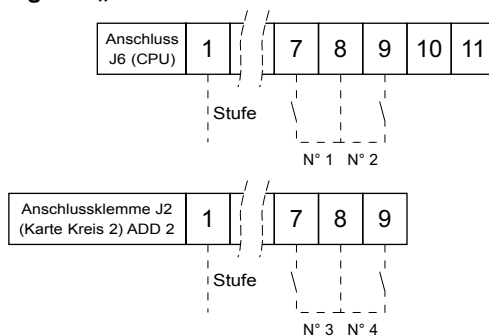 Anschluss
J6 (CPU)
1 7 8 9 10 11
Stufe
N° 1 N° 2
Anschlussklemme J2
(Karte Kreis 2) ADD 2
1 7 8 9
Stufe
N° 3 N° 4